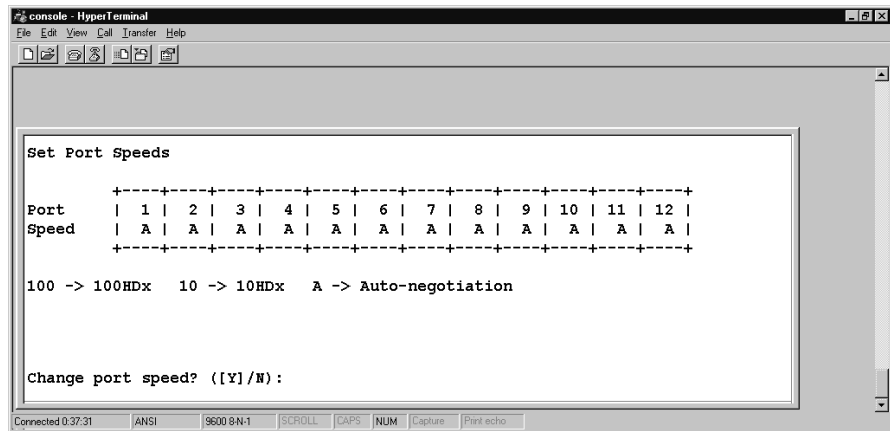 console - HyperTerminal
File Edit View Call Transfer Help
Set Port Speeds
+----+----+----+----+----+----+----+----+----+----+----+----+
Port | 1 | 2 | 3 | 4 | 5 | 6 | 7 | 8 | 9 | 10 | 11 | 12 |
Speed | A | A | A | A | A | A | A | A | A | A | A | A |
+----+----+----+----+----+----+----+----+----+----+----+----+
100 -> 100HDx 10 -> 10HDx A -> Auto-negotiation
Change port speed? ([Y]/N):
Connected 0:37:31 ANSI 9600 8-N-1 SCROLL CAPS NUM Capture Print echo